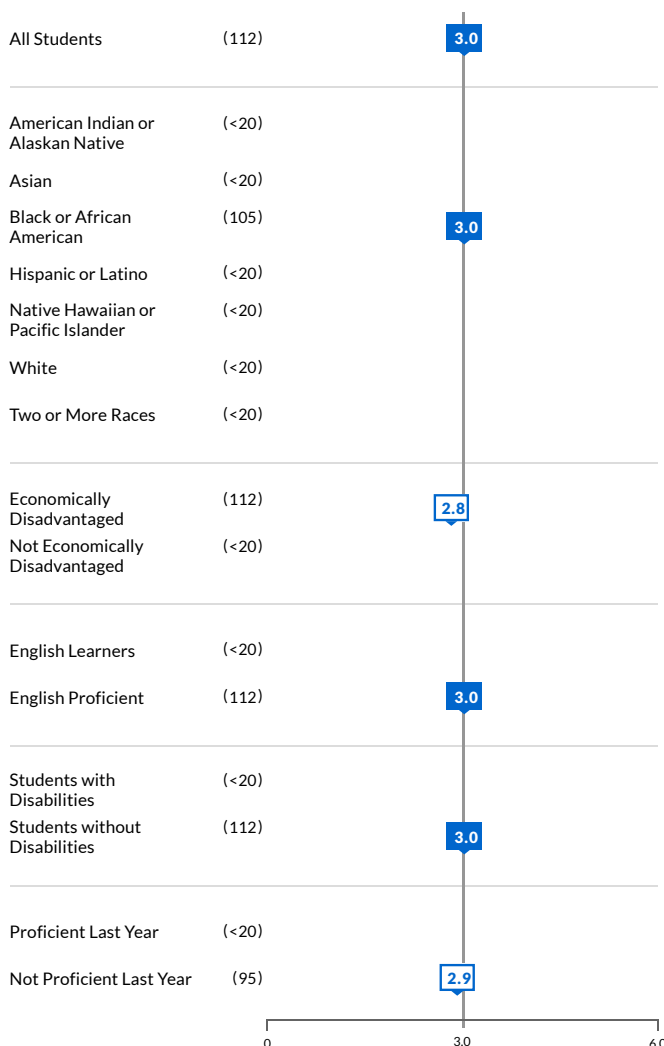 All Students (112) 3.0
American Indian or (<20)
Alaskan Native
Asian (<20)
Black or African (105) 3.0
American
Hispanic or Latino (<20)
Native Hawaiian or (<20)
Pacific Islander
White (<20)
Two or More Races (<20)
Economically (112) 2.8
Disadvantaged
Not Economically (<20)
Disadvantaged
English Learners (<20)
English Proficient (112) 3.0
Students with (<20)
Disabilities
Students without (112) 3.0
Disabilities
Proficient Last Year (<20)
Not Proficient Last Year (95) 2.9
0 3.0 6.0